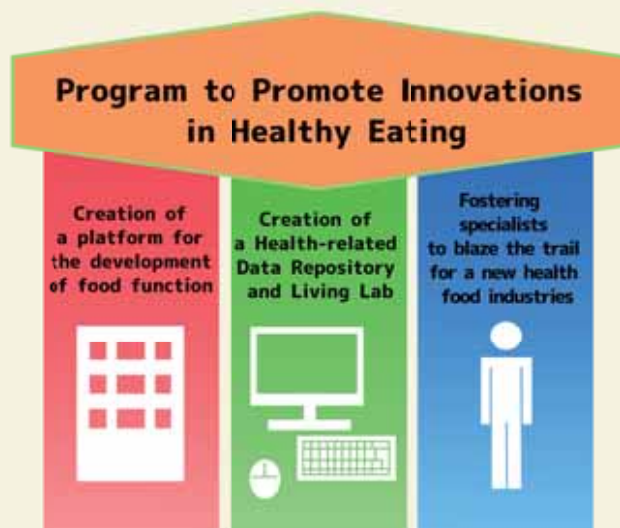 Program to Promote Innovations
in Healthy Eating
Creation of
a platform for
the development
of food function
Creation of
a Health-related
Data Repository
and Living Lab
Fostering
specialists
to blaze the trail
for a new health
food industries